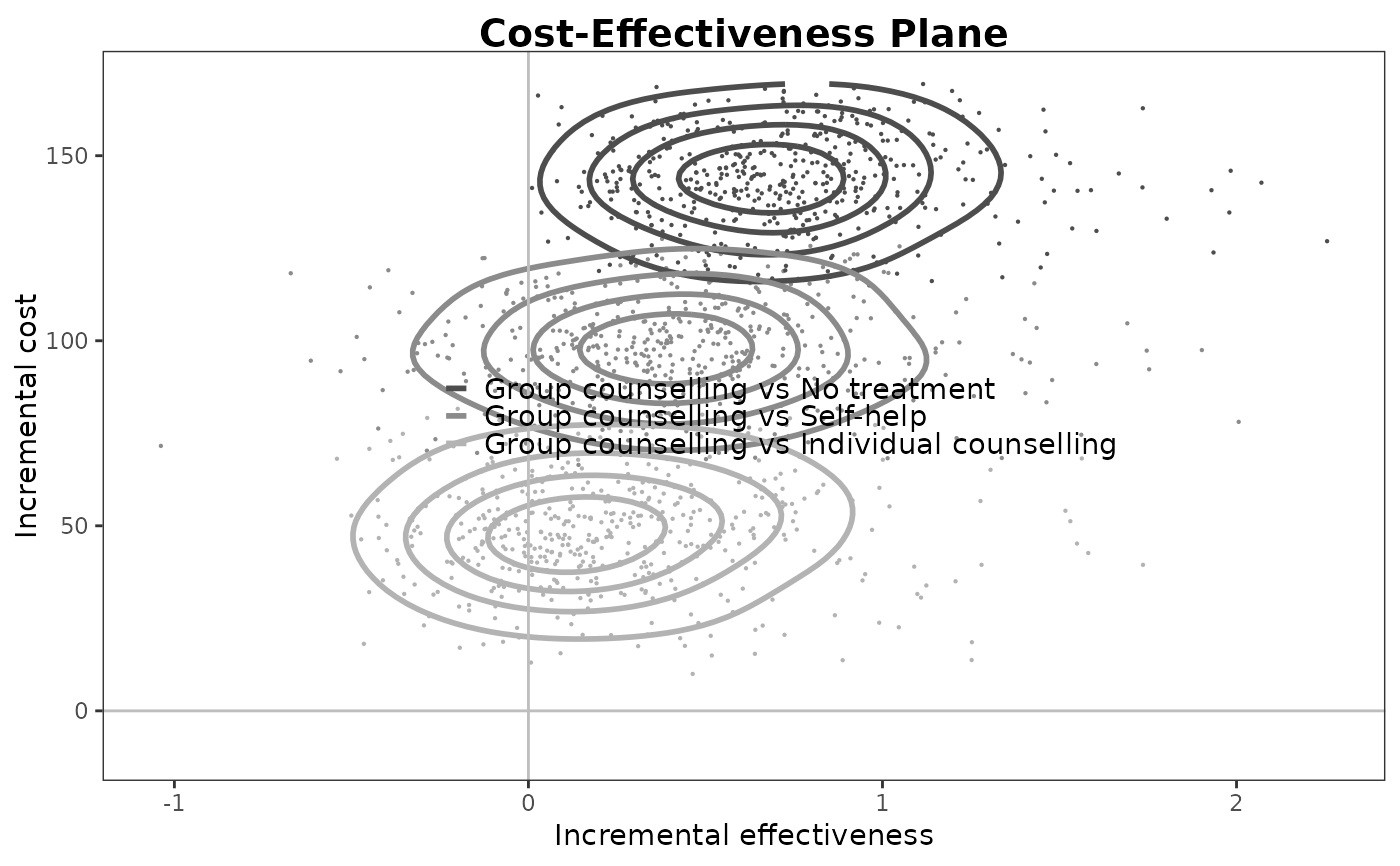 Cost-Effectiveness Plane
Incremental cost
150
100
50
0
Group counselling vs No treatment
Group counselling vs Self-help
Group counselling vs Individual counselling
-1
0
1
2
Incremental effectiveness